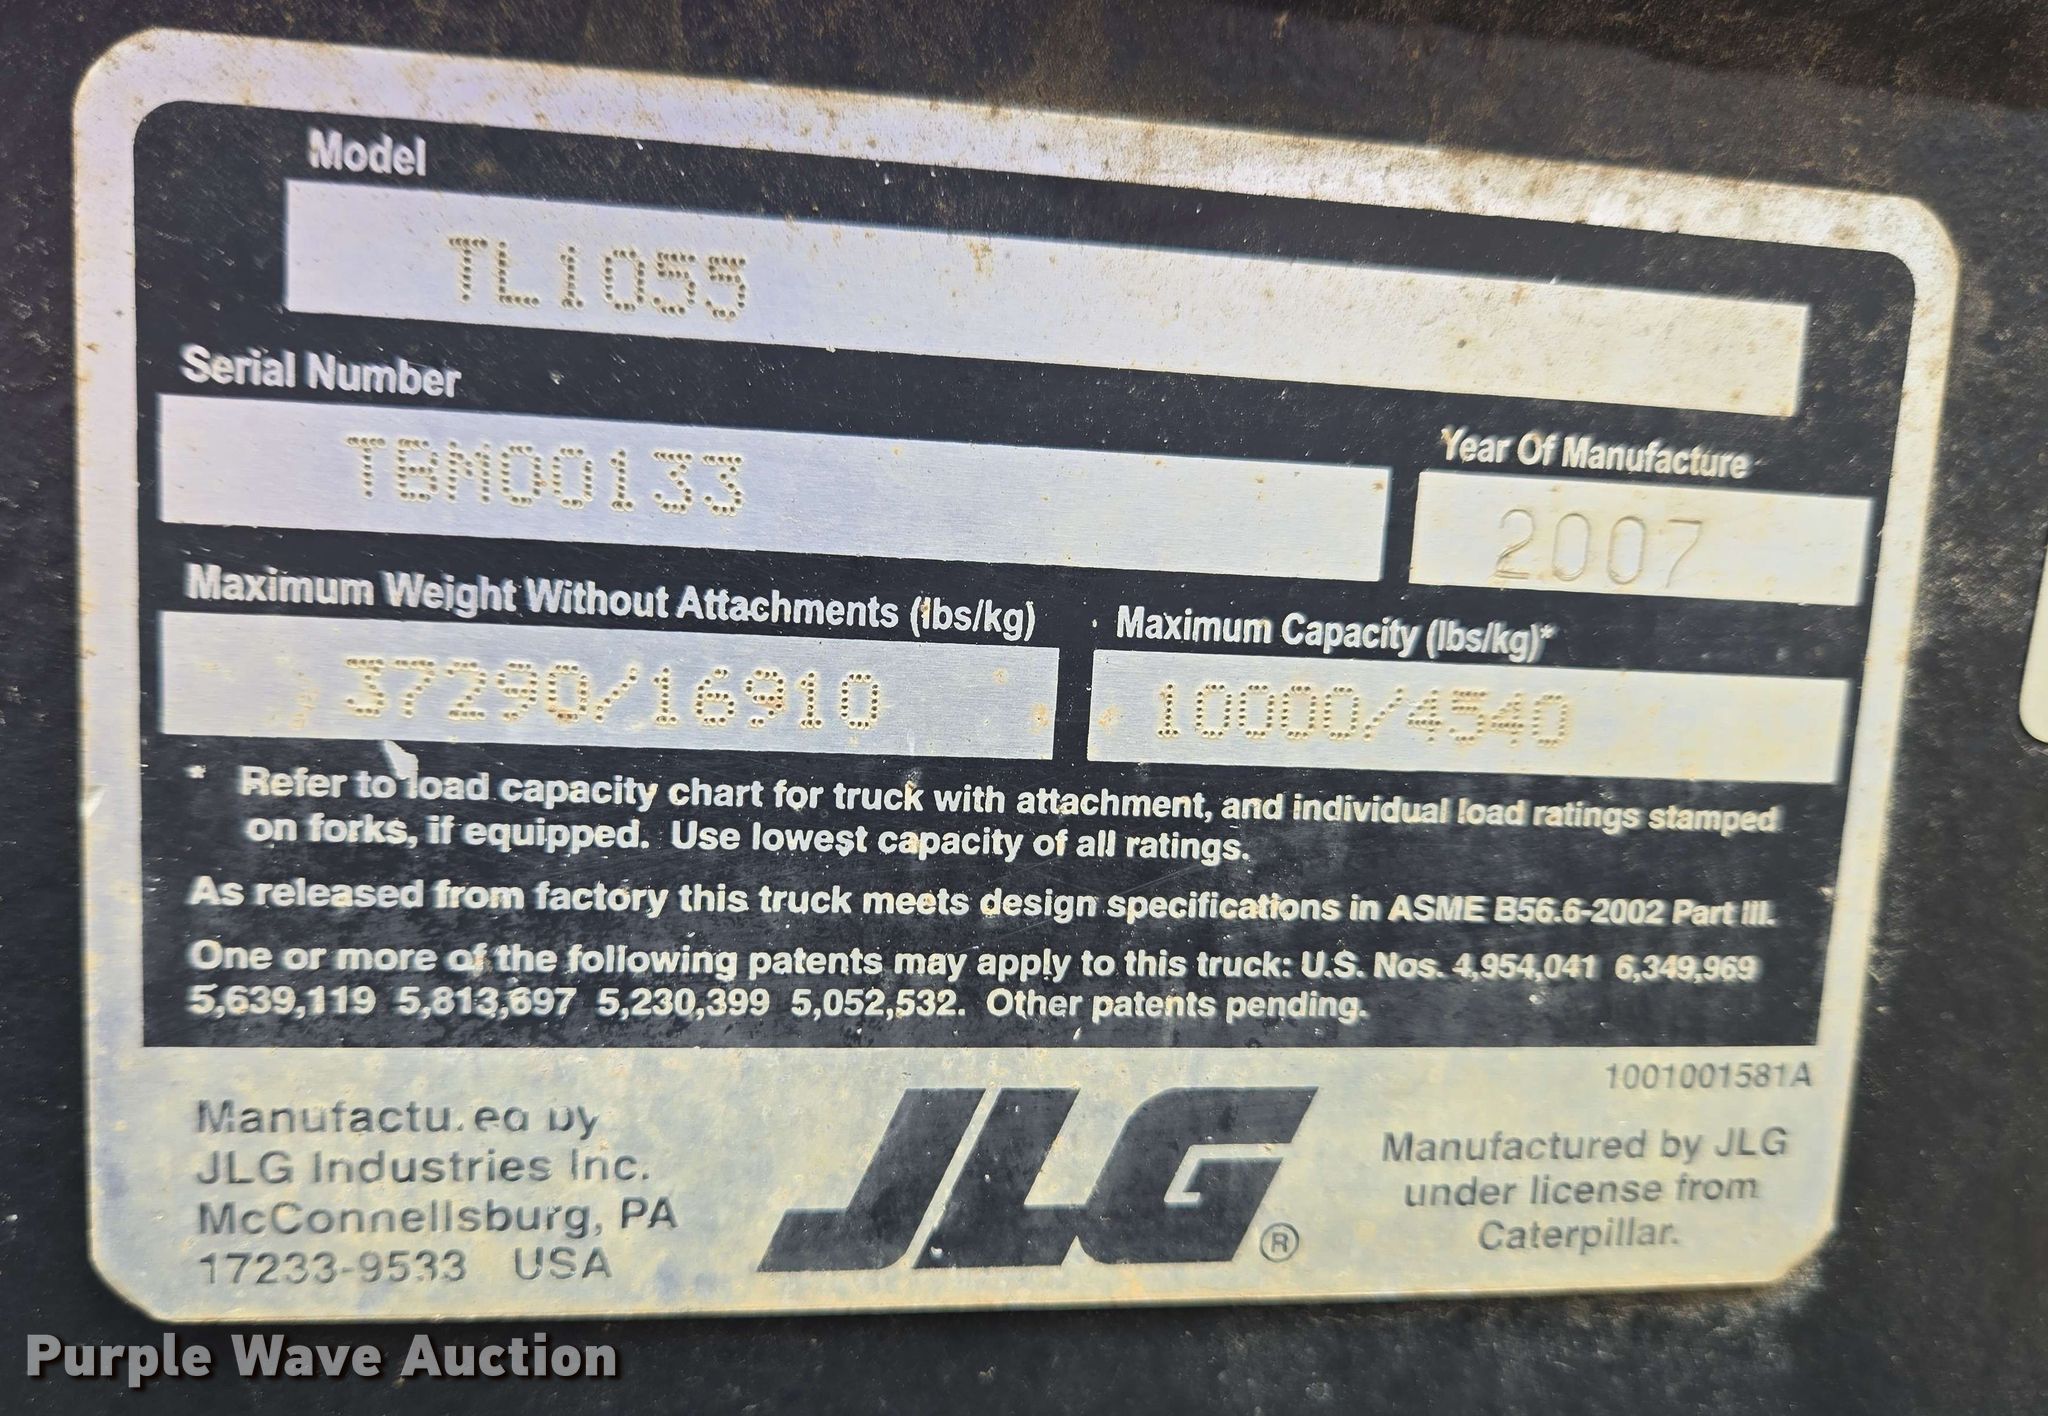 Model
TL1055
Serial Number
TBM00133
Year Of Manufacture
2007
Maximum Weight Without Attachments (lbs/kg)
37290/16910
Maximum Capacity (lbs/kg)*
10000/4540
* Refer to load capacity chart for truck with attachment, and individual load ratings stamped
on forks, if equipped. Use lowest capacity of all ratings.
As released from factory this truck meets design specifications in ASME B56.6-2002 Part III.
One or more of the following patents may apply to this truck: U.S. Nos. 4,954,041 6,349,969
5,639,119 5,813,697 5,230,399 5,052,532. Other patents pending.
1001001581A
Manufactured by
JLG Industries Inc.
McConnellsburg, PA
17233-9533 USA
JLG®
Manufactured by JLG
under license from
Caterpillar.
Purple Wave Auction